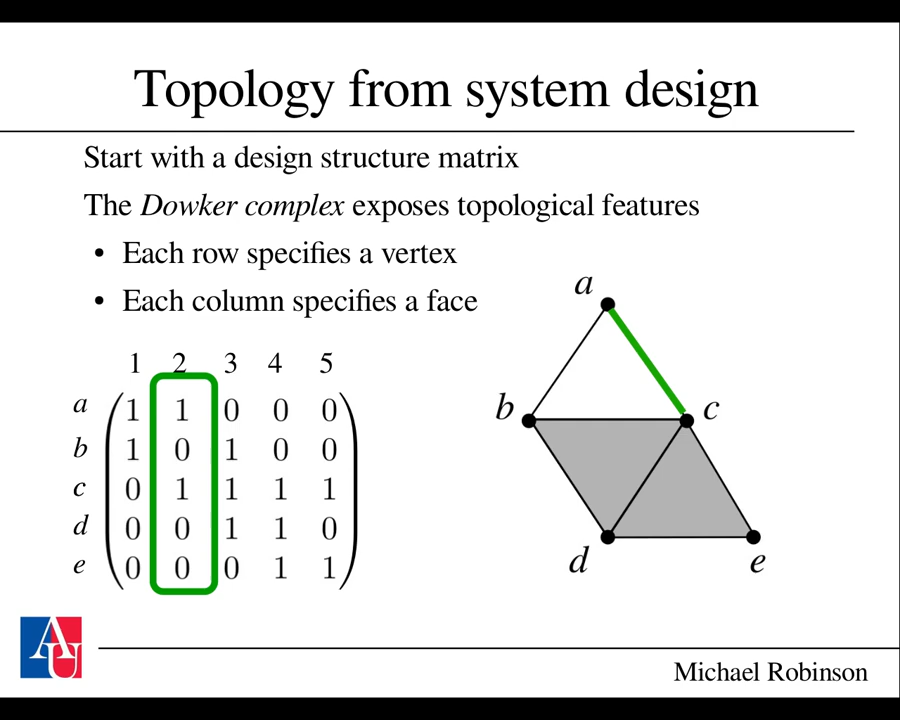 Topology from system design
Start with a design structure matrix
The Dowker complex exposes topological features
• Each row specifies a vertex
• Each column specifies a face
1 2 3 4 5
a 1 1 0 0 0
b 1 0 1 0 0
c 0 1 1 1 1
d 0 0 1 1 0
e 0 0 0 1 1
a
b
c
d
e
AU
Michael Robinson